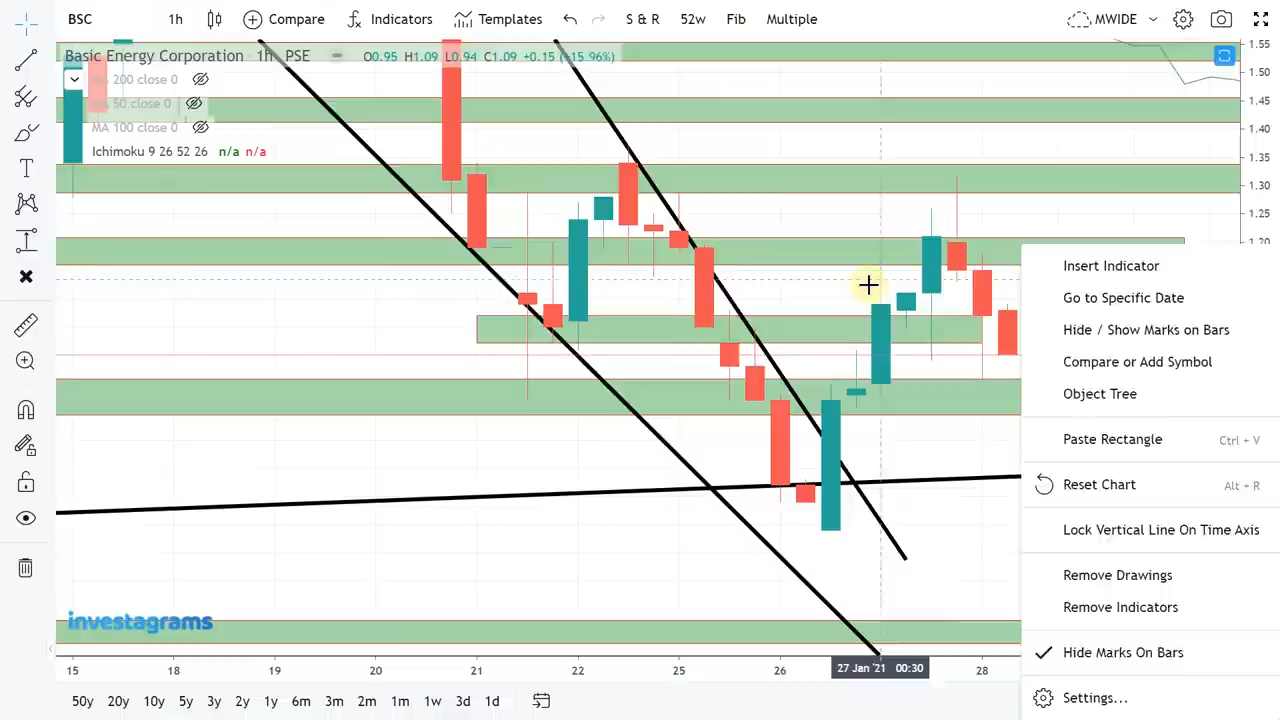 BSC 1h Compare Indicators Templates S & R 52w Fib Multiple MWIDE
Basic Energy Corporation 1h PSE O0.95 H1.09 L0.94 C1.09 +0.15 (+15.96%)
MA 200 close 0
MA 50 close 0
MA 100 close 0
Ichimoku 9 26 52 26 n/a n/a
1.55
1.50
1.45
1.40
1.35
1.30
1.25
1.20
Insert Indicator
Go to Specific Date
Hide / Show Marks on Bars
Compare or Add Symbol
Object Tree
Paste Rectangle Ctrl + V
Reset Chart Alt + R
Lock Vertical Line On Time Axis
Remove Drawings
Remove Indicators
Hide Marks On Bars
Settings...
investagrams
15 18 19 20 21 22 25 26 27 Jan '21 00:30 28
50y 20y 10y 5y 3y 2y 1y 6m 3m 2m 1m 1w 3d 1d